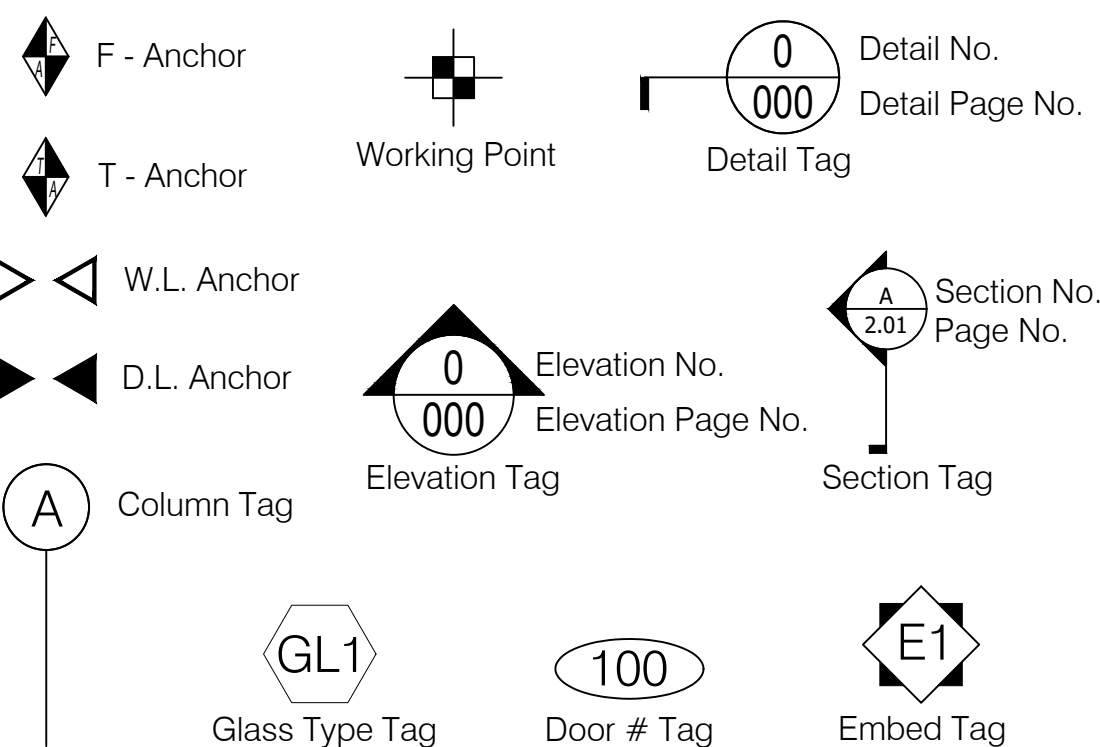 F
A
F - Anchor
T
A
T - Anchor
W.L. Anchor
D.L. Anchor
A
Column Tag
Working Point
0
000
Detail No.
Detail Page No.
Detail Tag
0
000
Elevation No.
Elevation Page No.
Elevation Tag
A
2.01
Section No.
Page No.
Section Tag
GL1
Glass Type Tag
100
Door # Tag
E1
Embed Tag